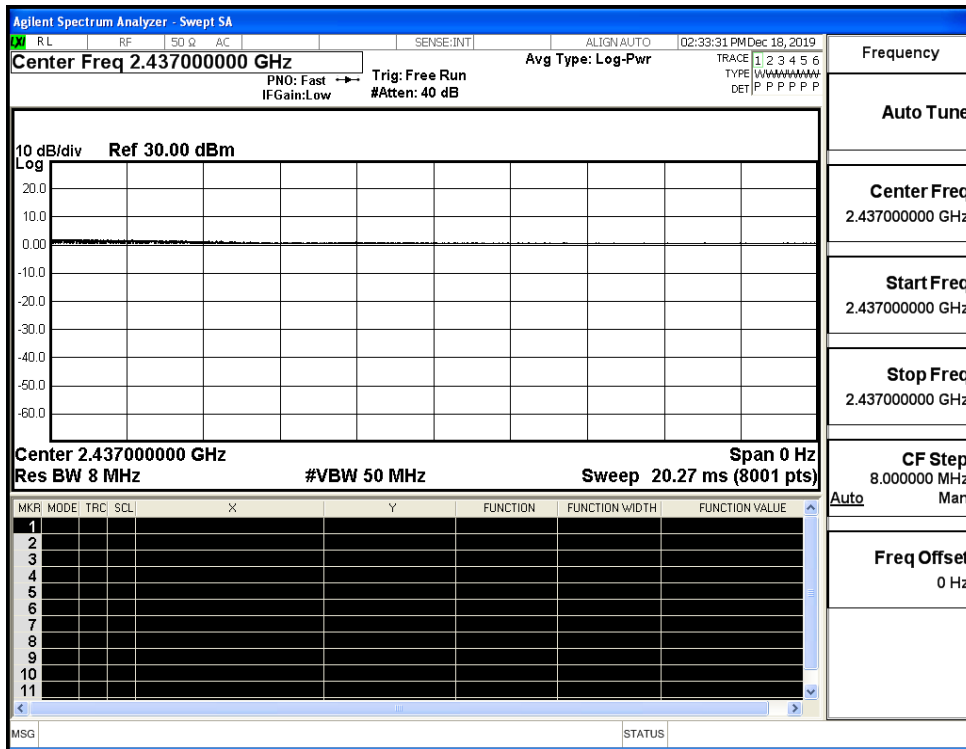 Agilent Spectrum Analyzer - Swept SA
LXI RL RF 50 Ω AC SENSE:INT ALIGN AUTO 02:33:31 PM Dec 18, 2019
Center Freq 2.437000000 GHz
PNO: Fast
IFGain:Low
Trig: Free Run
#Atten: 40 dB
Avg Type: Log-Pwr
TRACE 1 2 3 4 5 6
TYPE WWWWWW
DET P P P P P P
10 dB/div Ref 30.00 dBm
Log
20.0
10.0
0.00
-10.0
-20.0
-30.0
-40.0
-50.0
-60.0
Center 2.437000000 GHz Span 0 Hz
Res BW 8 MHz #VBW 50 MHz Sweep 20.27 ms (8001 pts)
MKR MODE TRC SCL X Y FUNCTION FUNCTION WIDTH FUNCTION VALUE
1
2
3
4
5
6
7
8
9
10
11
MSG STATUS
Frequency
Auto Tune
Center Freq
2.437000000 GHz
Start Freq
2.437000000 GHz
Stop Freq
2.437000000 GHz
CF Step
8.000000 MHz
Auto Man
Freq Offset
0 Hz